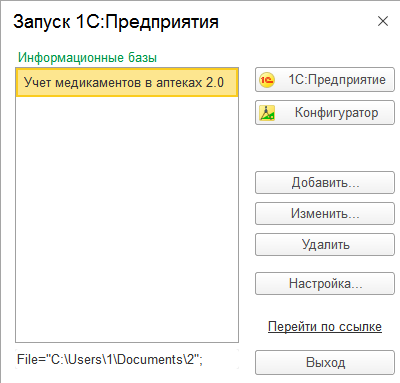 Запуск 1С:Предприятия
Информационные базы
Учет медикаментов в аптеках 2.0
1С:Предприятие
Конфигуратор
Добавить...
Изменить...
Удалить
Настройка...
Перейти по ссылке
File="C:\Users\1\Documents\2";
Выход